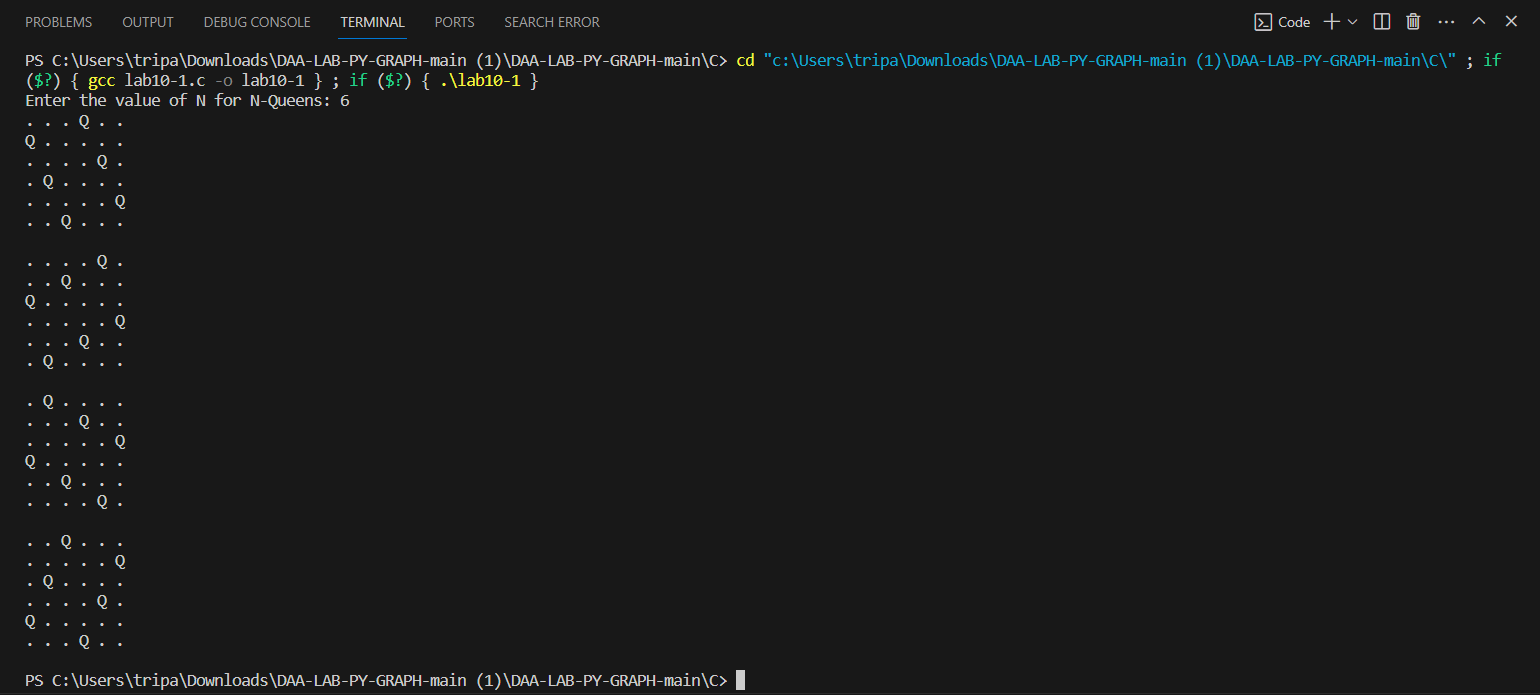 PROBLEMS OUTPUT DEBUG CONSOLE TERMINAL PORTS SEARCH ERROR Code
PS C:\Users\tripa\Downloads\DAA-LAB-PY-GRAPH-main (1)\DAA-LAB-PY-GRAPH-main\C> cd "c:\Users\tripa\Downloads\DAA-LAB-PY-GRAPH-main (1)\DAA-LAB-PY-GRAPH-main\C\" ; if
($?) { gcc lab10-1.c -o lab10-1 } ; if ($?) { .\lab10-1 }
Enter the value of N for N-Queens: 6
. . . Q . .
Q . . . . .
. . . . Q .
. Q . . . .
. . . . . Q
. . Q . . .

. . . . Q .
. . Q . . .
Q . . . . .
. . . . . Q
. . . Q . .
. Q . . . .

. Q . . . .
. . . Q . .
. . . . . Q
Q . . . . .
. . Q . . .
. . . . Q .

. . Q . . .
. . . . . Q
. Q . . . .
. . . . Q .
Q . . . . .
. . . Q . .

PS C:\Users\tripa\Downloads\DAA-LAB-PY-GRAPH-main (1)\DAA-LAB-PY-GRAPH-main\C>